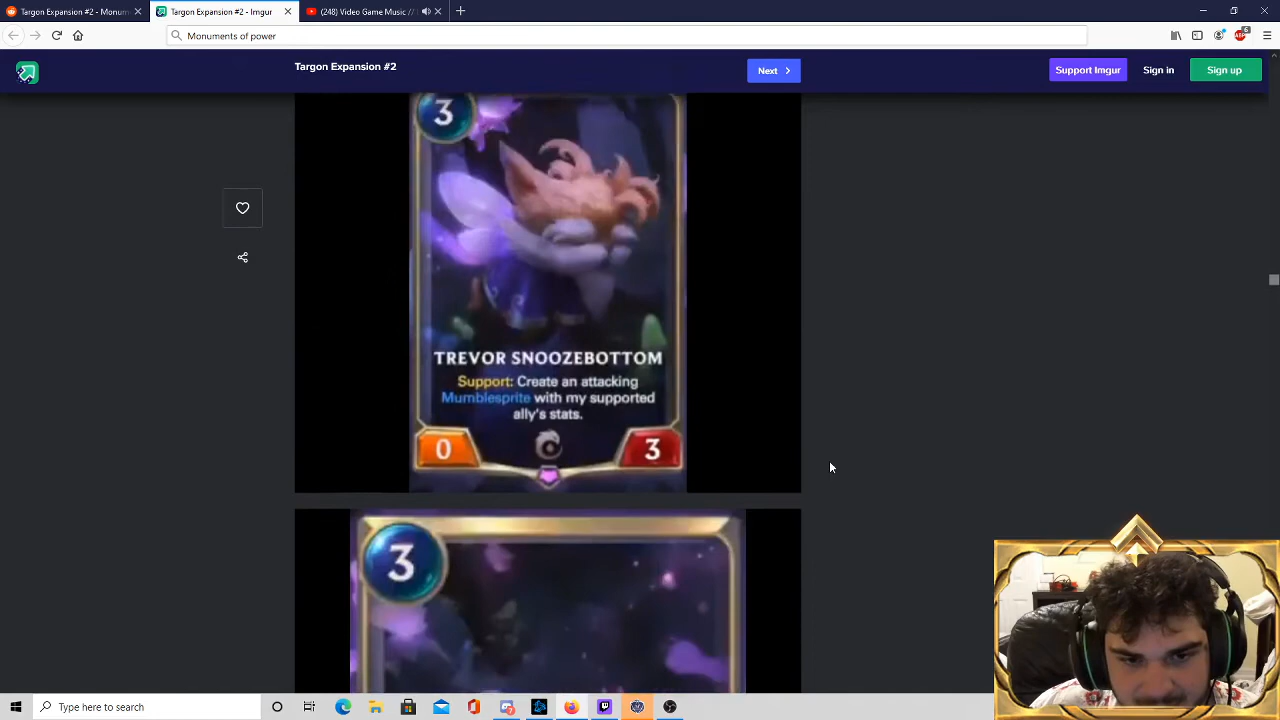 Targon Expansion #2 - Monum
Targon Expansion #2 - Imgur
(248) Video Game Music //
Monuments of power
6
Targon Expansion #2
Next
Support Imgur
Sign in
Sign up
3
TREVOR SNOOZEBOTTOM
Support: Create an attacking
Mumblesprite with my supported
ally's stats.
0
3
3
Type here to search